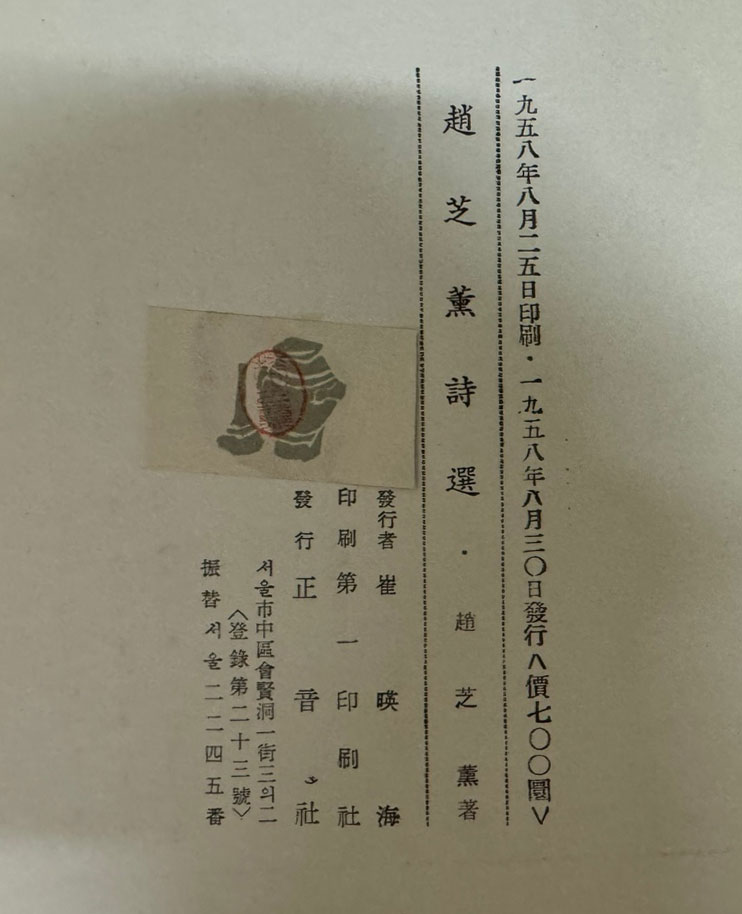 一九五八年八月二五日印刷·一九五八年八月三〇日發行〈價七〇〇圜〉
趙芝薰詩選·趙芝薰著
發行者 崔暎海
印刷 第一印刷社
發行 正音社
서울市中區會賢洞一街三의二
〈登錄第二十三號〉
振替서울二二四五番